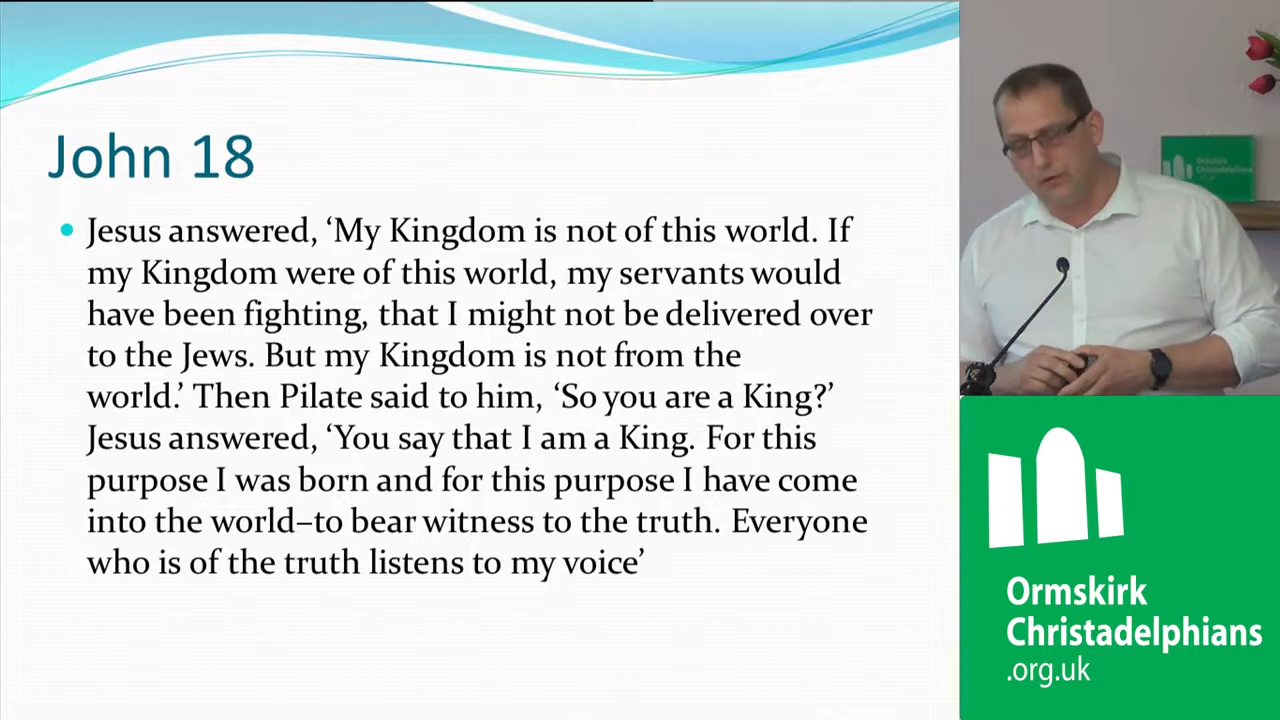 John 18
Jesus answered, ‘My Kingdom is not of this world. If
my Kingdom were of this world, my servants would
have been fighting, that I might not be delivered over
to the Jews. But my Kingdom is not from the
world.’ Then Pilate said to him, ‘So you are a King?’
Jesus answered, ‘You say that I am a King. For this
purpose I was born and for this purpose I have come
into the world–to bear witness to the truth. Everyone
who is of the truth listens to my voice’
Ormskirk
Christadelphians
Ormskirk
Christadelphians
.org.uk